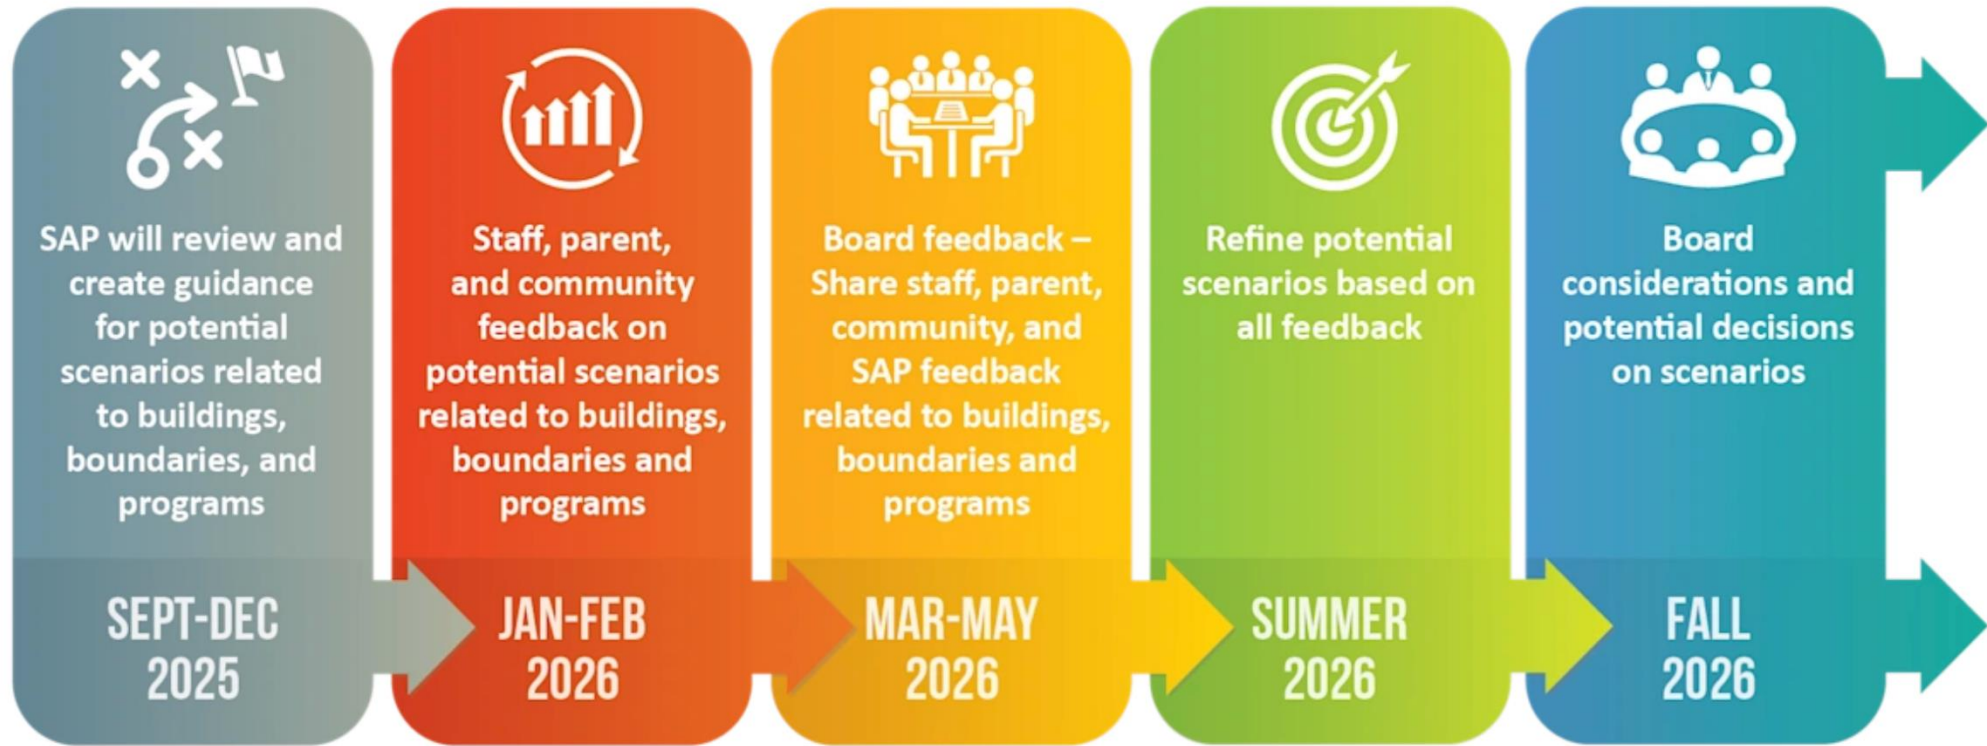 SAP will review and
create guidance
for potential
scenarios related
to buildings,
boundaries, and
programs
SEPT-DEC
2025
Staff, parent,
and community
feedback on
potential scenarios
related to buildings,
boundaries and
programs
JAN-FEB
2026
Board feedback –
Share staff, parent,
community, and
SAP feedback
related to buildings,
boundaries and
programs
MAR-MAY
2026
Refine potential
scenarios based on
all feedback
SUMMER
2026
Board
considerations and
potential decisions
on scenarios
FALL
2026